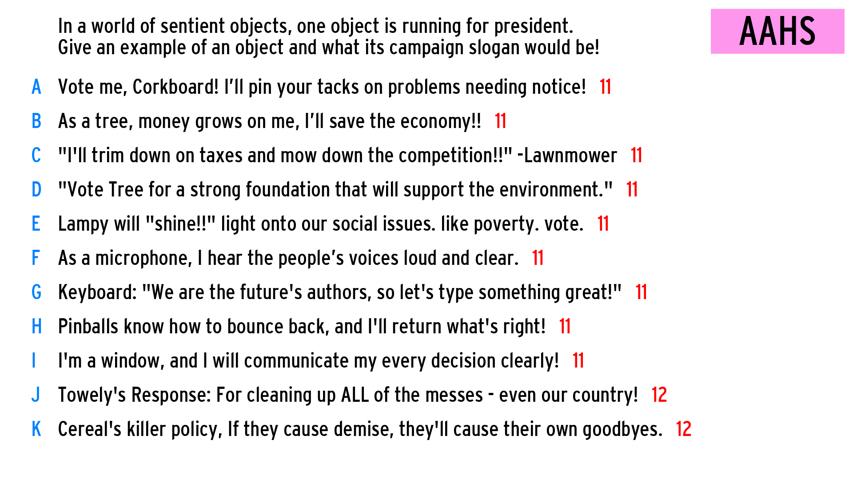 In a world of sentient objects, one object is running for president.
Give an example of an object and what its campaign slogan would be!
AAHS
A Vote me, Corkboard! I’ll pin your tacks on problems needing notice! 11
B As a tree, money grows on me, I’ll save the economy!! 11
C "I'll trim down on taxes and mow down the competition!!" -Lawnmower 11
D "Vote Tree for a strong foundation that will support the environment." 11
E Lampy will "shine!!" light onto our social issues. like poverty. vote. 11
F As a microphone, I hear the people’s voices loud and clear. 11
G Keyboard: "We are the future's authors, so let's type something great!" 11
H Pinballs know how to bounce back, and I'll return what's right! 11
I I'm a window, and I will communicate my every decision clearly! 11
J Towely's Response: For cleaning up ALL of the messes - even our country! 12
K Cereal's killer policy, If they cause demise, they'll cause their own goodbyes. 12